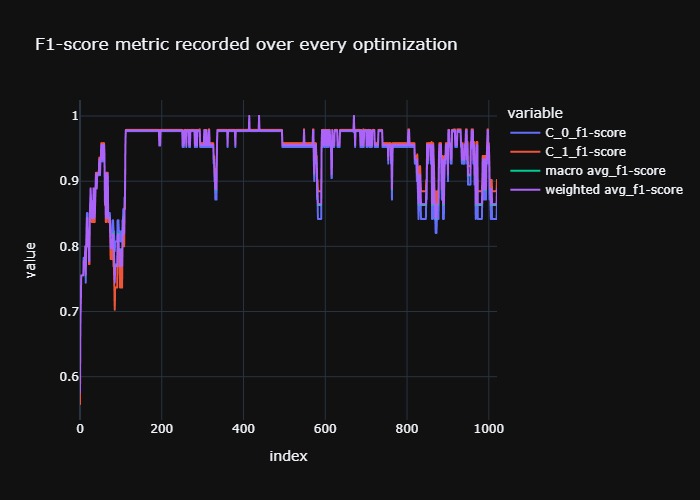 F1-score metric recorded over every optimization
variable
C_0_f1-score
C_1_f1-score
macro avg_f1-score
weighted avg_f1-score
1
0.9
0.8
0.7
0.6
value
0 200 400 600 800 1000
index